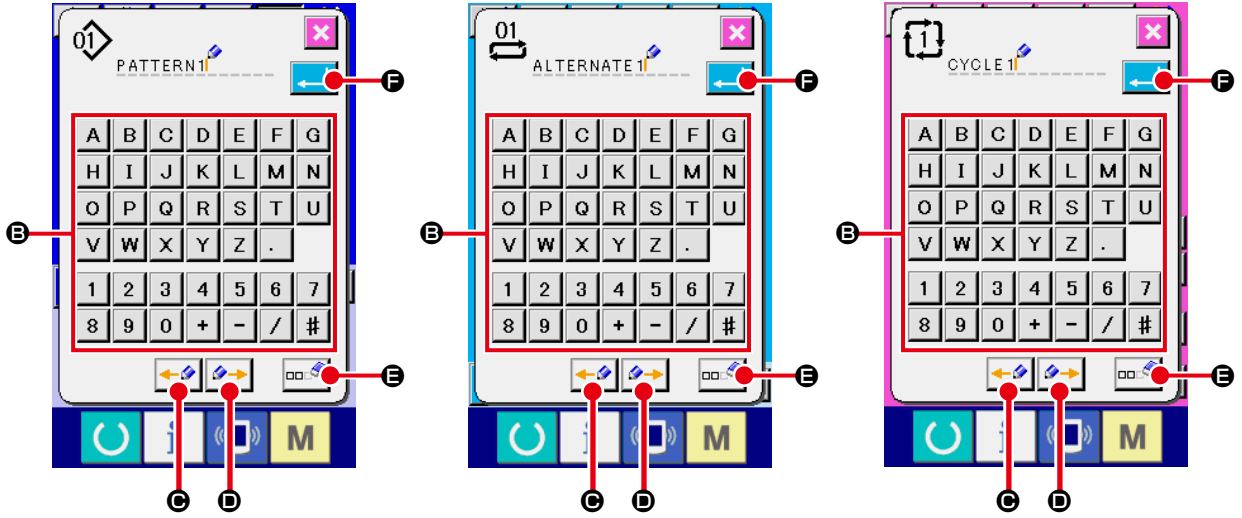 01
PATTERN1
F
A B C D E F G
H I J K L M N
O P Q R S T U
B
V W X Y Z .
1 2 3 4 5 6 7
8 9 0 + - / #
E
i M
C D
01
ALTERNATE1
F
A B C D E F G
H I J K L M N
O P Q R S T U
B
V W X Y Z .
1 2 3 4 5 6 7
8 9 0 + - / #
E
i M
C D
1
CYCLE1
F
A B C D E F G
H I J K L M N
O P Q R S T U
B
V W X Y Z .
1 2 3 4 5 6 7
8 9 0 + - / #
E
i M
C D